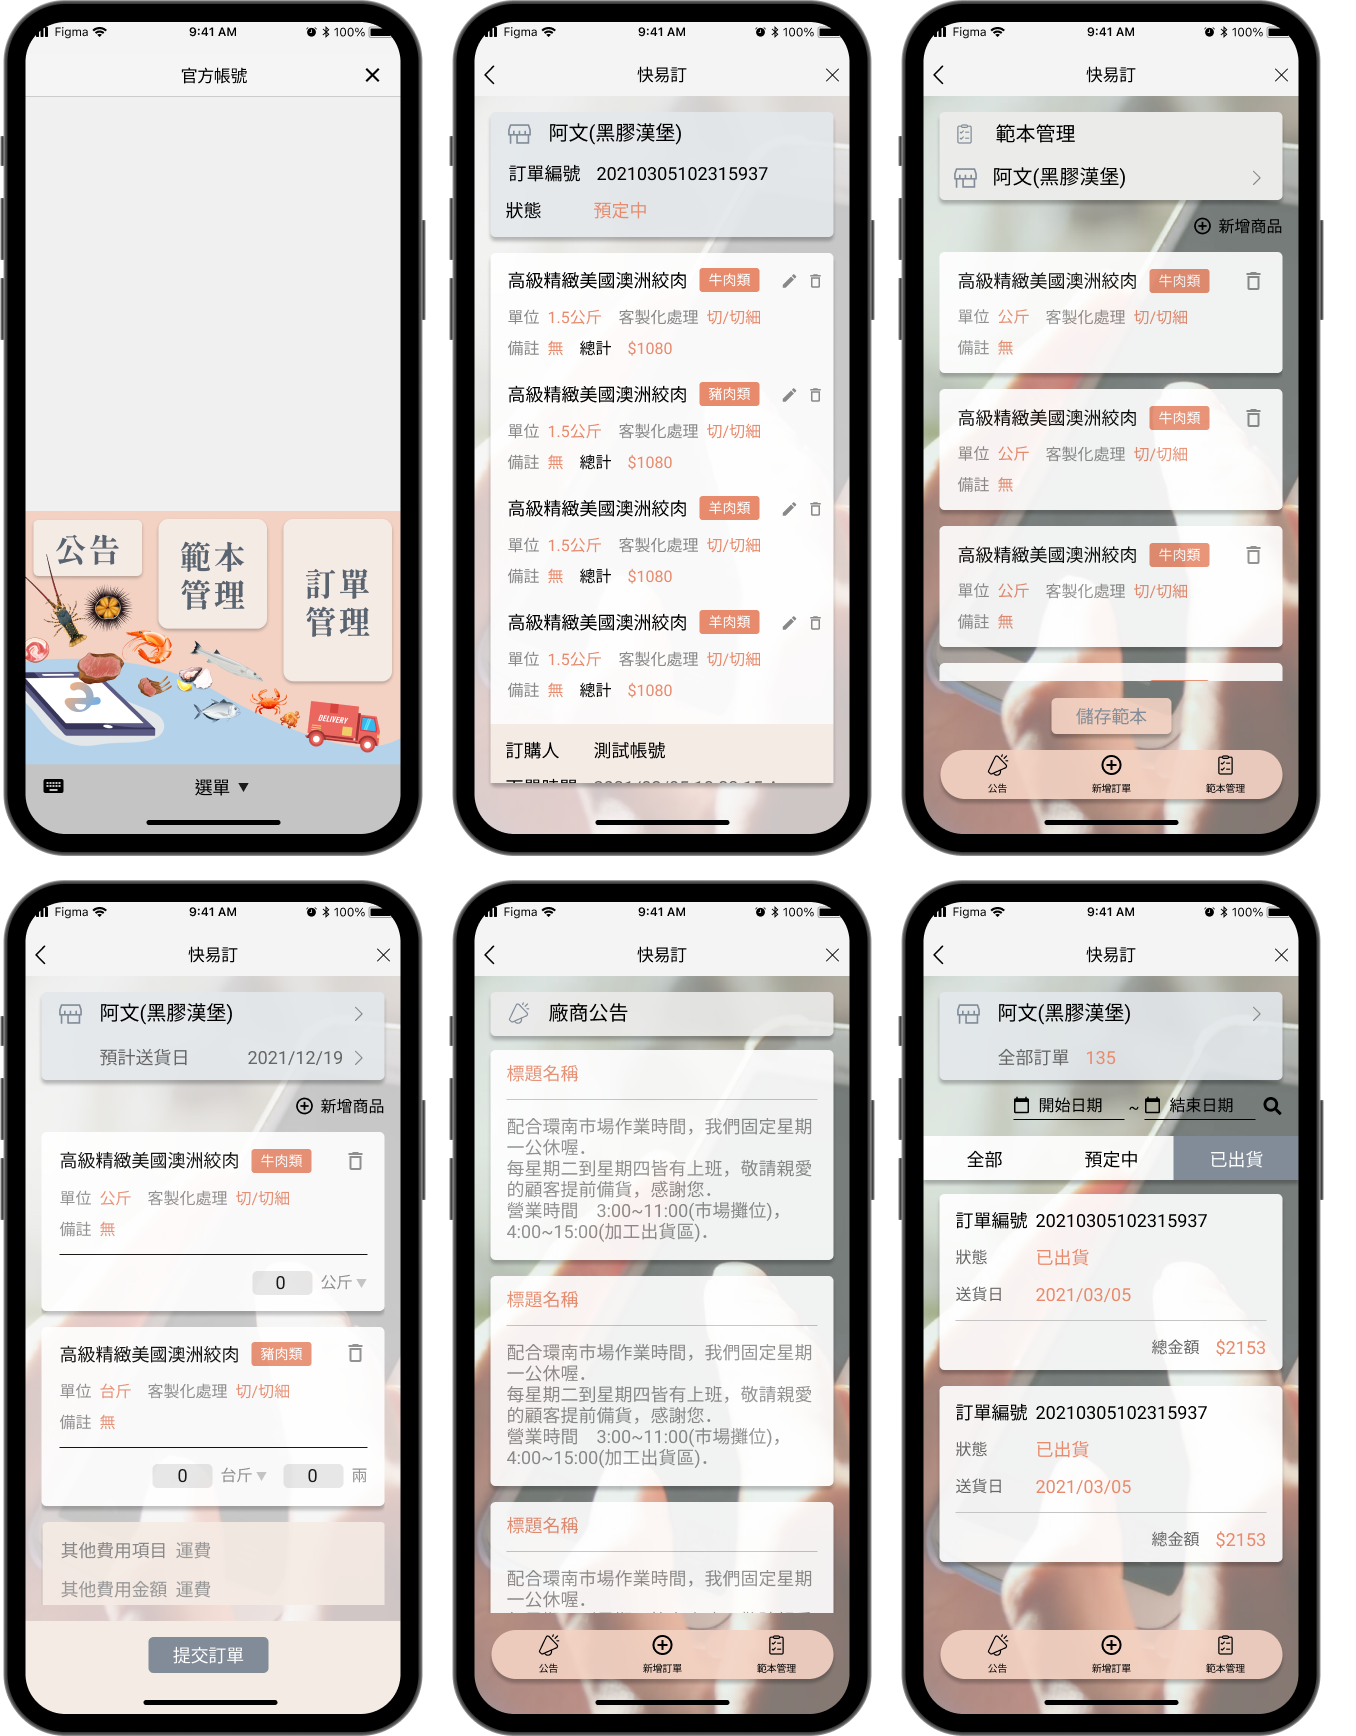 Figma 9:41 AM 100%
官方帳號
公告
範本
管理
訂單
管理
DELIVERY
選單 ▼
Figma 9:41 AM 100%
快易訂
阿文(黑膠漢堡)
訂單編號 20210305102315937
狀態 預定中
高級精緻美國澳洲絞肉 牛肉類
單位 1.5公斤 客製化處理 切/切細
備註 無 總計 $1080
高級精緻美國澳洲絞肉 豬肉類
單位 1.5公斤 客製化處理 切/切細
備註 無 總計 $1080
高級精緻美國澳洲絞肉 羊肉類
單位 1.5公斤 客製化處理 切/切細
備註 無 總計 $1080
高級精緻美國澳洲絞肉 羊肉類
單位 1.5公斤 客製化處理 切/切細
備註 無 總計 $1080
訂購人 測試帳號
Figma 9:41 AM 100%
快易訂
範本管理
阿文(黑膠漢堡)
新增商品
高級精緻美國澳洲絞肉 牛肉類
單位 公斤 客製化處理 切/切細
備註 無
高級精緻美國澳洲絞肉 牛肉類
單位 公斤 客製化處理 切/切細
備註 無
高級精緻美國澳洲絞肉 牛肉類
單位 公斤 客製化處理 切/切細
備註 無
儲存範本
公告 新增訂單 範本管理
Figma 9:41 AM 100%
快易訂
阿文(黑膠漢堡)
預計送貨日 2021/12/19
新增商品
高級精緻美國澳洲絞肉 牛肉類
單位 公斤 客製化處理 切/切細
備註 無
0 公斤
高級精緻美國澳洲絞肉 豬肉類
單位 台斤 客製化處理 切/切細
備註 無
0 台斤 0 兩
其他費用項目 運費
其他費用金額 運費
提交訂單
Figma 9:41 AM 100%
快易訂
廠商公告
標題名稱
配合環南市場作業時間，我們固定星期
一公休喔．
每星期二到星期四皆有上班，敬請親愛
的顧客提前備貨，感謝您．
營業時間 3:00~11:00(市場攤位)，
4:00~15:00(加工出貨區)．
標題名稱
配合環南市場作業時間，我們固定星期
一公休喔．
每星期二到星期四皆有上班，敬請親愛
的顧客提前備貨，感謝您．
營業時間 3:00~11:00(市場攤位)，
4:00~15:00(加工出貨區)．
標題名稱
配合環南市場作業時間，我們固定星期
一公休喔．
公告 新增訂單 範本管理
Figma 9:41 AM 100%
快易訂
阿文(黑膠漢堡)
全部訂單 135
開始日期 ~ 結束日期
全部 預定中 已出貨
訂單編號 20210305102315937
狀態 已出貨
送貨日 2021/03/05
總金額 $2153
訂單編號 20210305102315937
狀態 已出貨
送貨日 2021/03/05
總金額 $2153
公告 新增訂單 範本管理